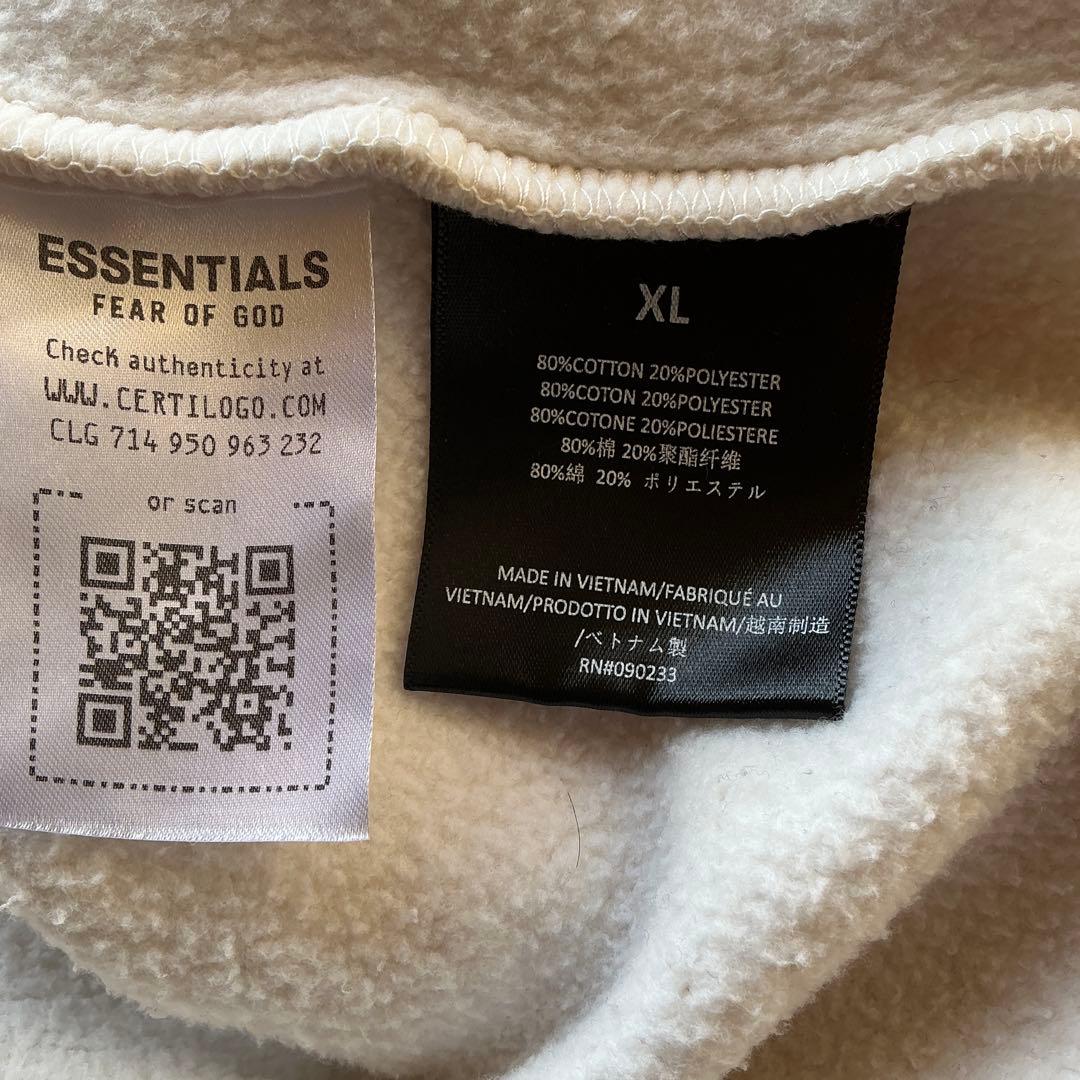 ESSENTIALS
FEAR OF GOD
Check authenticity at
WWW.CERTILOGO.COM
CLG 714 950 963 232
or scan
XL
80%COTTON 20%POLYESTER
80%COTON 20%POLYESTER
80%COTONE 20%POLIESTERE
80%棉 20%聚酯纤维
80%綿 20% ポリエステル
MADE IN VIETNAM/FABRIQUÉ AU
VIETNAM/PRODOTTO IN VIETNAM/越南制造
/ベトナム製
RN#090233